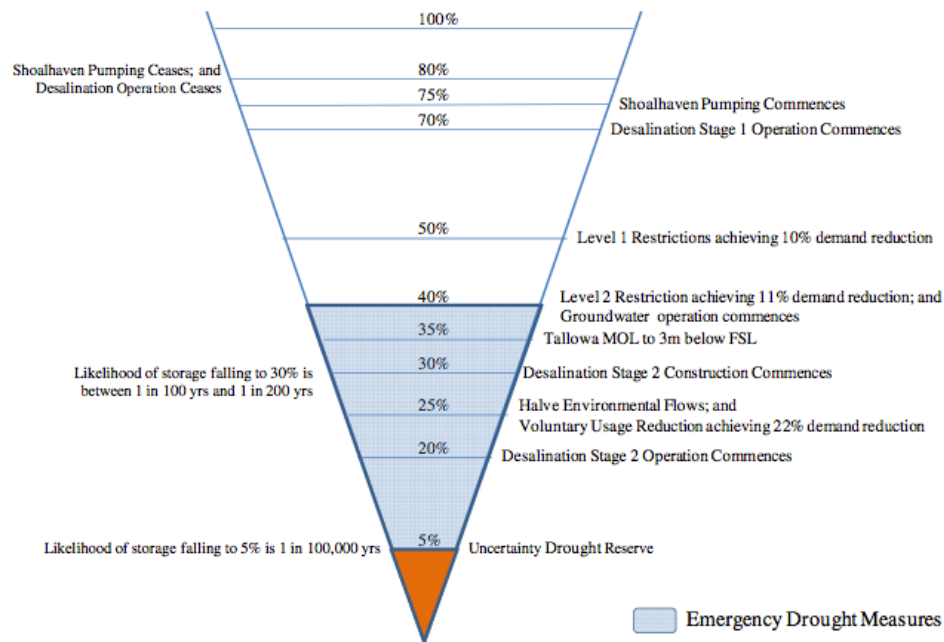 100%
Shoalhaven Pumping Ceases; and
Desalination Operation Ceases
80%
75%
Shoalhaven Pumping Commences
70%
Desalination Stage 1 Operation Commences
50%
Level 1 Restrictions achieving 10% demand reduction
40%
Level 2 Restriction achieving 11% demand reduction; and
Groundwater operation commences
35%
Tallowa MOL to 3m below FSL
Likelihood of storage falling to 30% is
between 1 in 100 yrs and 1 in 200 yrs
30%
Desalination Stage 2 Construction Commences
25%
Halve Environmental Flows; and
Voluntary Usage Reduction achieving 22% demand reduction
20%
Desalination Stage 2 Operation Commences
Likelihood of storage falling to 5% is 1 in 100,000 yrs
5%
Uncertainty Drought Reserve
Emergency Drought Measures